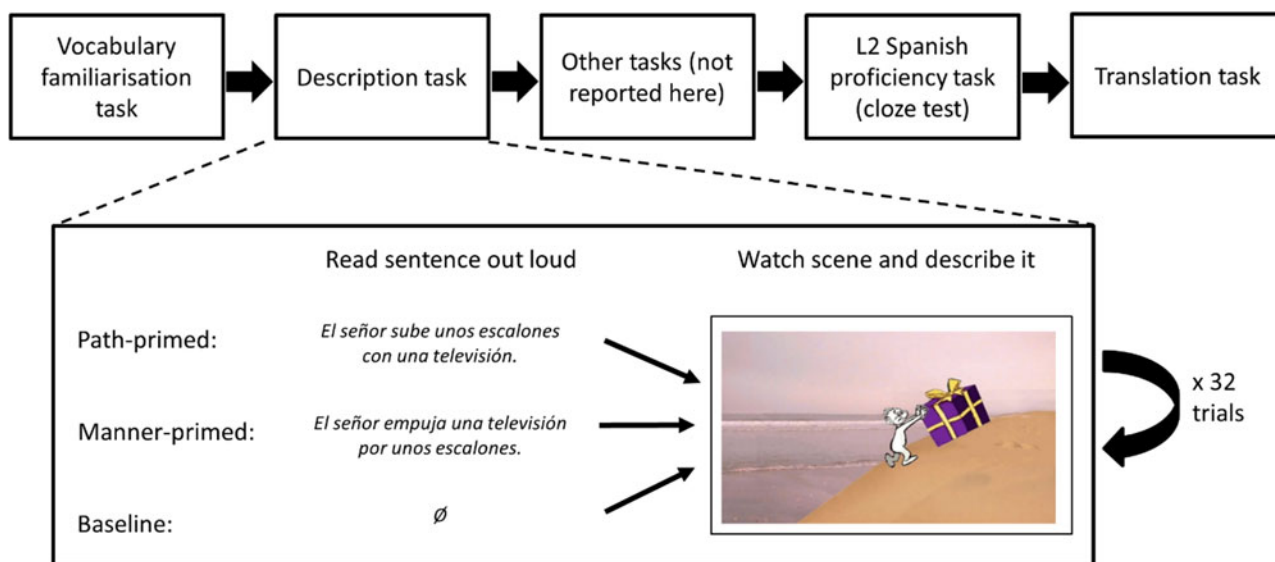 Vocabulary
familiarisation
task
Description task
Other tasks (not
reported here)
L2 Spanish
proficiency task
(cloze test)
Translation task
Read sentence out loud
Watch scene and describe it
Path-primed:
El señor sube unos escalones
con una televisión.
Manner-primed:
El señor empuja una televisión
por unos escalones.
Baseline:
Ø
x 32
trials